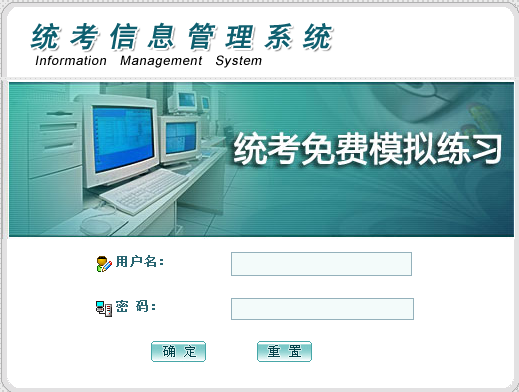 统考信息管理系统
Information Management System
统考免费模拟练习
用户名：
密 码：
确 定 重 置